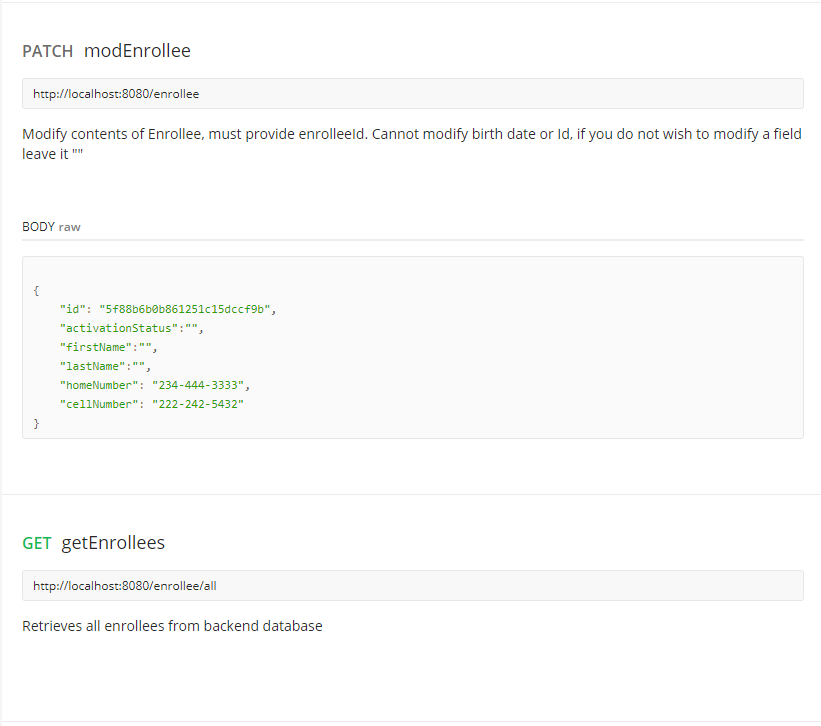 PATCH modEnrollee
http://localhost:8080/enrollee
Modify contents of Enrollee, must provide enrolleeId. Cannot modify birth date or Id, if you do not wish to modify a field
leave it ""
BODY raw
{
    "id": "5f88b6b0b861251c15dccf9b",
    "activationStatus":"",
    "firstName":"",
    "lastName":"",
    "homeNumber": "234-444-3333",
    "cellNumber": "222-242-5432"
}
GET getEnrollees
http://localhost:8080/enrollee/all
Retrieves all enrollees from backend database